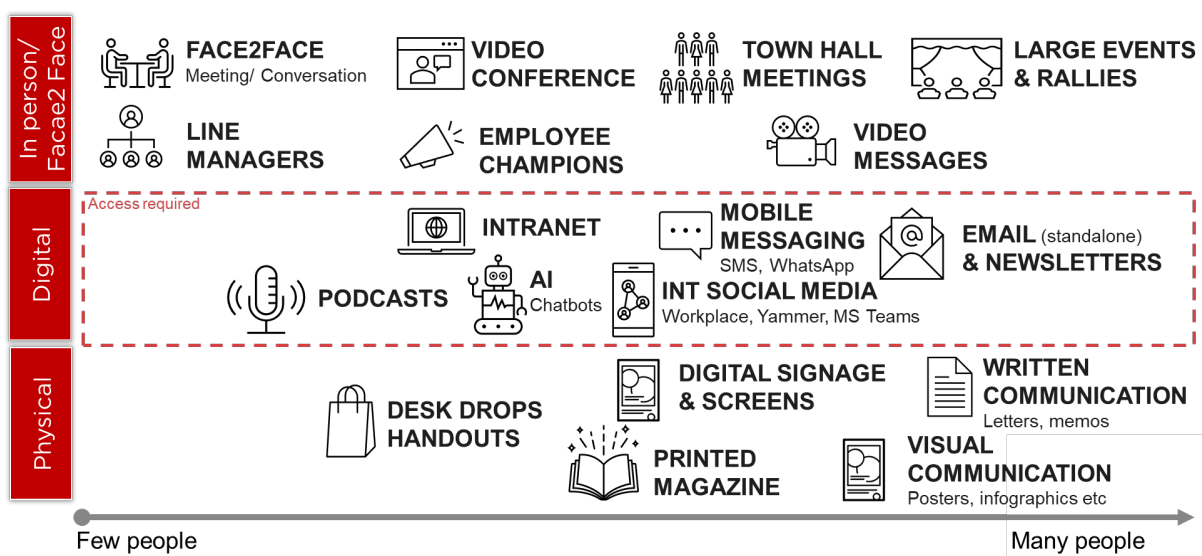 In person/
Facae2 Face
FACE2FACE
Meeting/ Conversation
VIDEO
CONFERENCE
TOWN HALL
MEETINGS
LARGE EVENTS
& RALLIES
LINE
MANAGERS
EMPLOYEE
CHAMPIONS
VIDEO
MESSAGES
Digital
Access required
INTRANET
MOBILE
MESSAGING
SMS, WhatsApp
@
EMAIL (standalone)
& NEWSLETTERS
PODCASTS
AI
Chatbots
INT SOCIAL MEDIA
Workplace, Yammer, MS Teams
Physical
DESK DROPS
HANDOUTS
DIGITAL SIGNAGE
& SCREENS
WRITTEN
COMMUNICATION
Letters, memos
PRINTED
MAGAZINE
VISUAL
COMMUNICATION
Posters, infographics etc
Few people
Many people